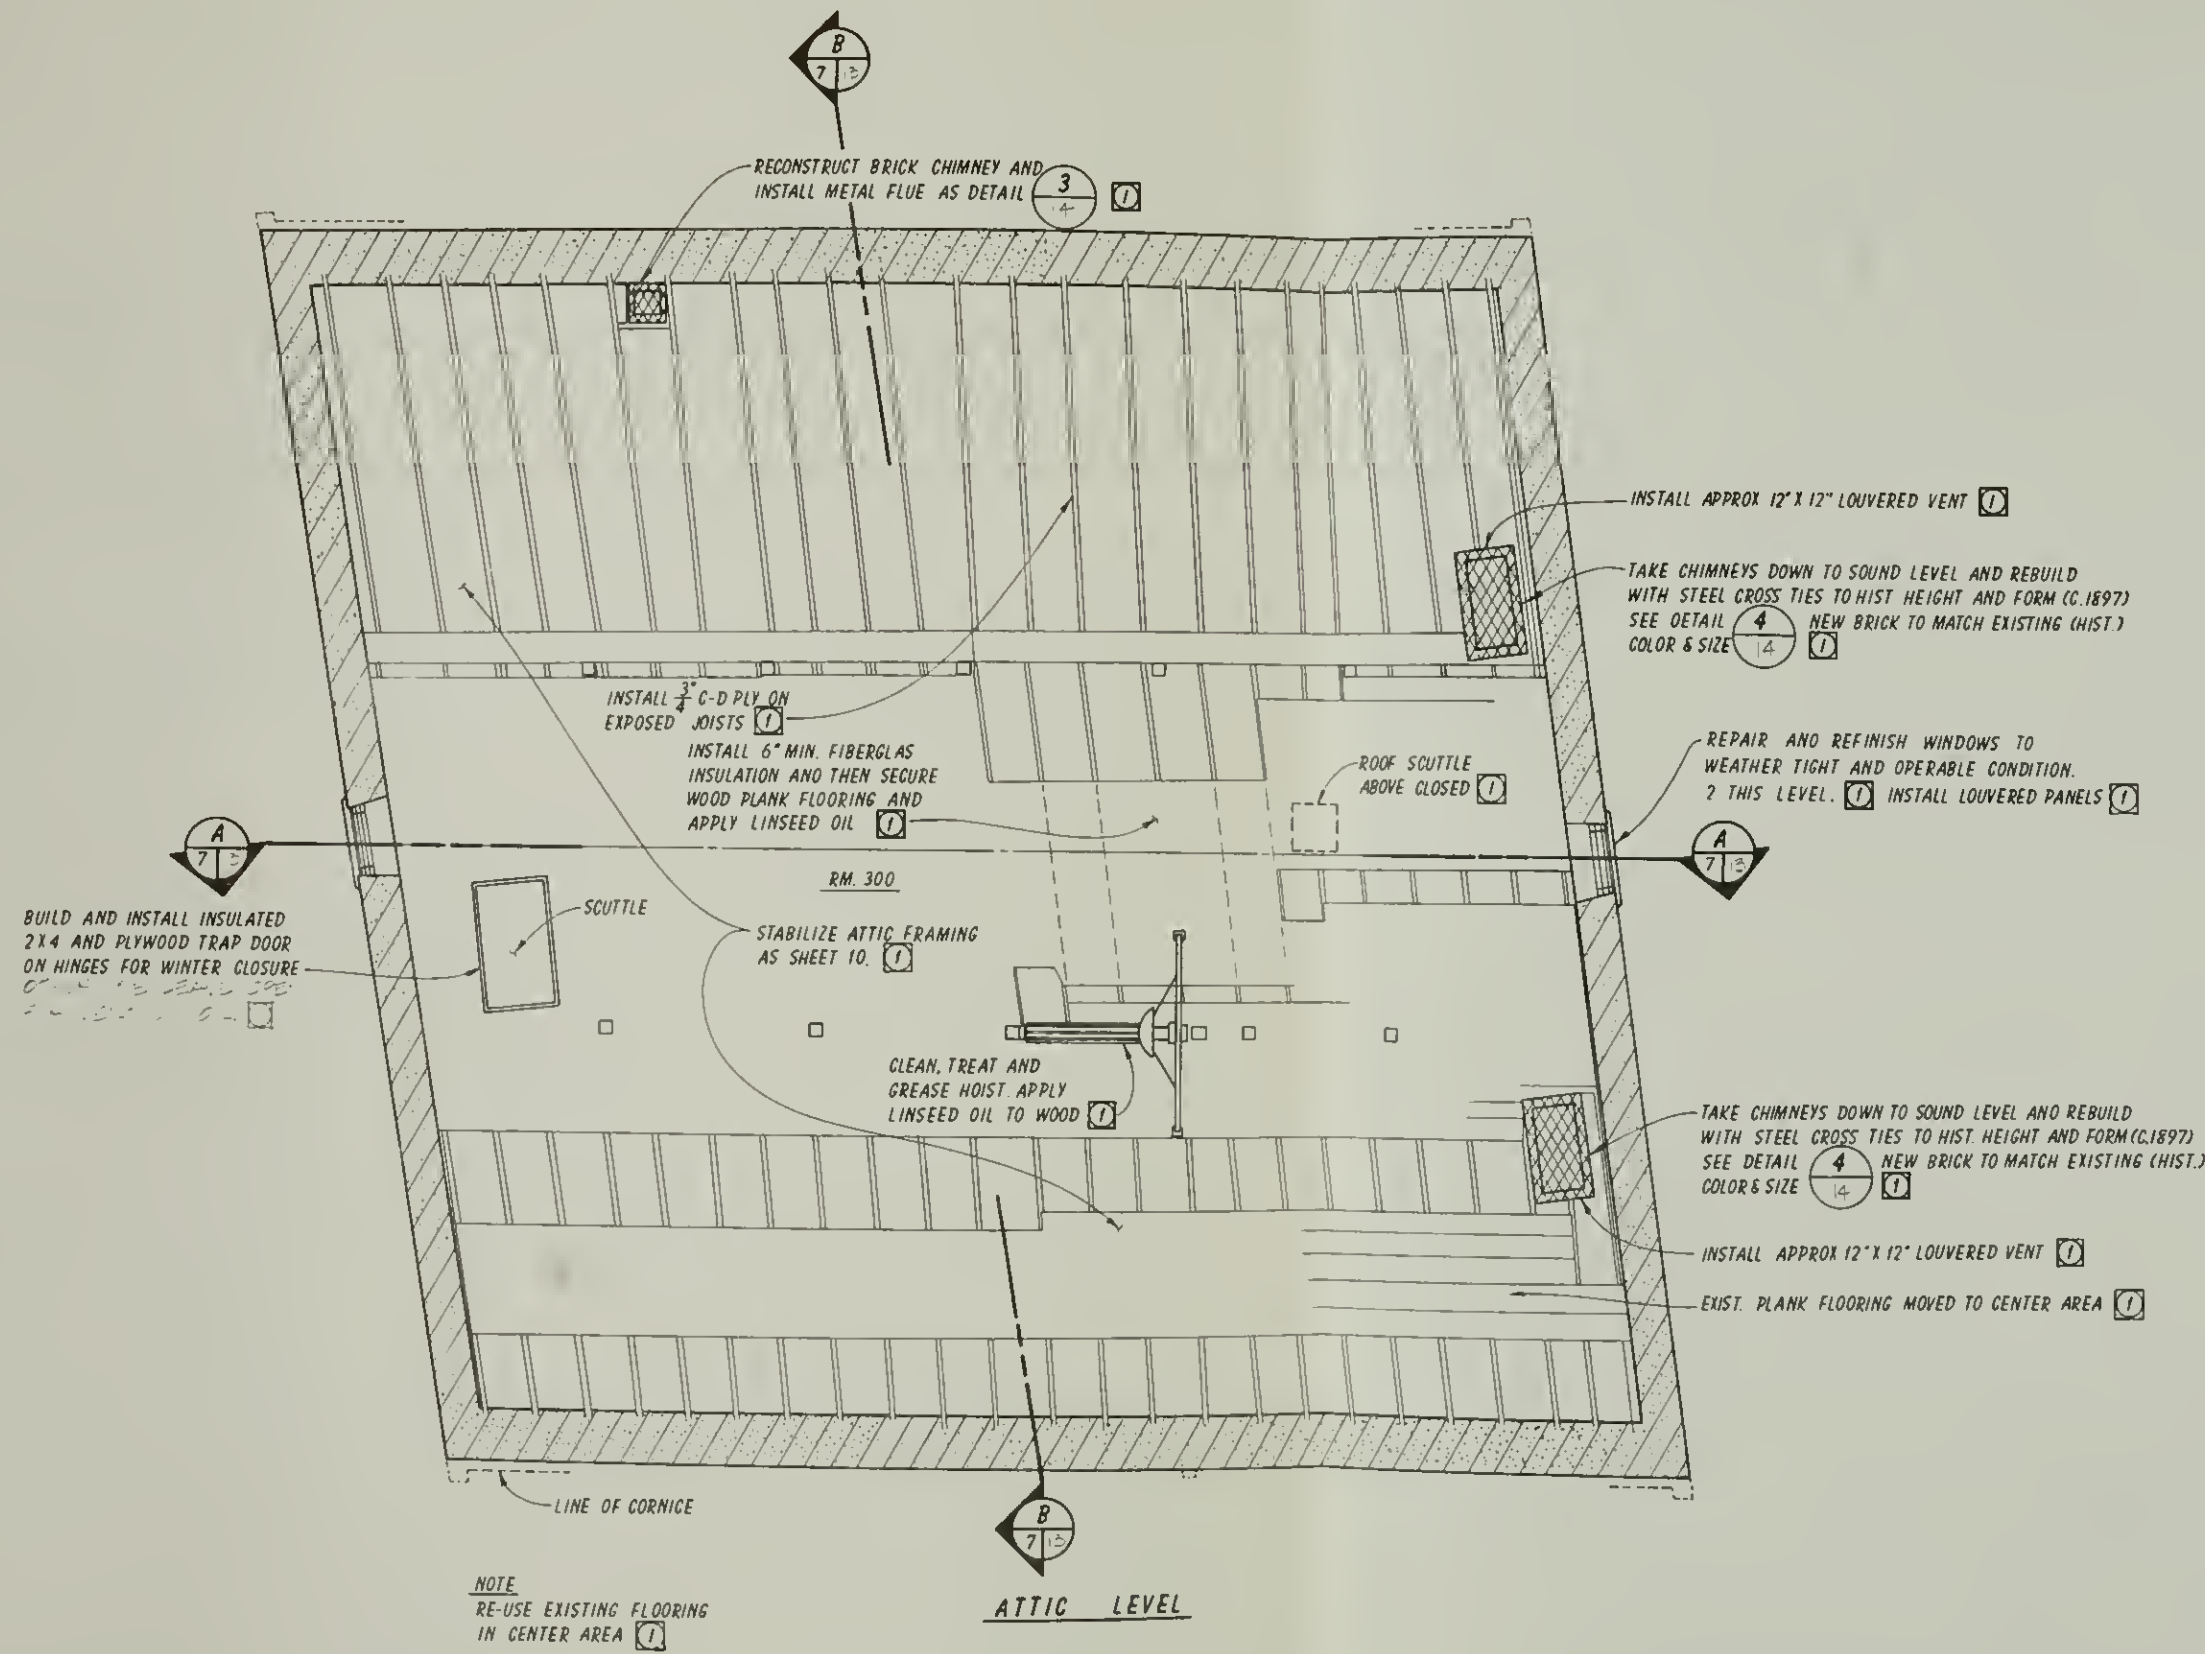 B
7 13
RECONSTRUCT BRICK CHIMNEY AND
INSTALL METAL FLUE AS DETAIL 3
14
1
INSTALL APPROX 12" X 12" LOUVERED VENT 1
TAKE CHIMNEYS DOWN TO SOUND LEVEL AND REBUILD
WITH STEEL CROSS TIES TO HIST HEIGHT AND FORM (C.1897)
SEE DETAIL 4 NEW BRICK TO MATCH EXISTING (HIST.)
COLOR & SIZE 14 1
INSTALL 3/4" C-D PLY ON
EXPOSED JOISTS 1
INSTALL 6" MIN. FIBERGLAS
INSULATION AND THEN SECURE
WOOD PLANK FLOORING AND
APPLY LINSEED OIL 1
ROOF SCUTTLE
ABOVE CLOSED 1
REPAIR AND REFINISH WINDOWS TO
WEATHER TIGHT AND OPERABLE CONDITION.
2 THIS LEVEL. 1 INSTALL LOUVERED PANELS 1
A
7 13
A
7 13
RM. 300
BUILD AND INSTALL INSULATED
2X4 AND PLYWOOD TRAP DOOR
ON HINGES FOR WINTER CLOSURE
SCUTTLE
STABILIZE ATTIC FRAMING
AS SHEET 10. 1
CLEAN, TREAT AND
GREASE HOIST. APPLY
LINSEED OIL TO WOOD 1
TAKE CHIMNEYS DOWN TO SOUND LEVEL AND REBUILD
WITH STEEL CROSS TIES TO HIST. HEIGHT AND FORM (C.1897)
SEE DETAIL 4 NEW BRICK TO MATCH EXISTING (HIST.)
COLOR & SIZE 14 1
INSTALL APPROX 12" X 12" LOUVERED VENT 1
EXIST. PLANK FLOORING MOVED TO CENTER AREA 1
LINE OF CORNICE
B
7 13
NOTE
RE-USE EXISTING FLOORING
IN CENTER AREA 1
ATTIC LEVEL